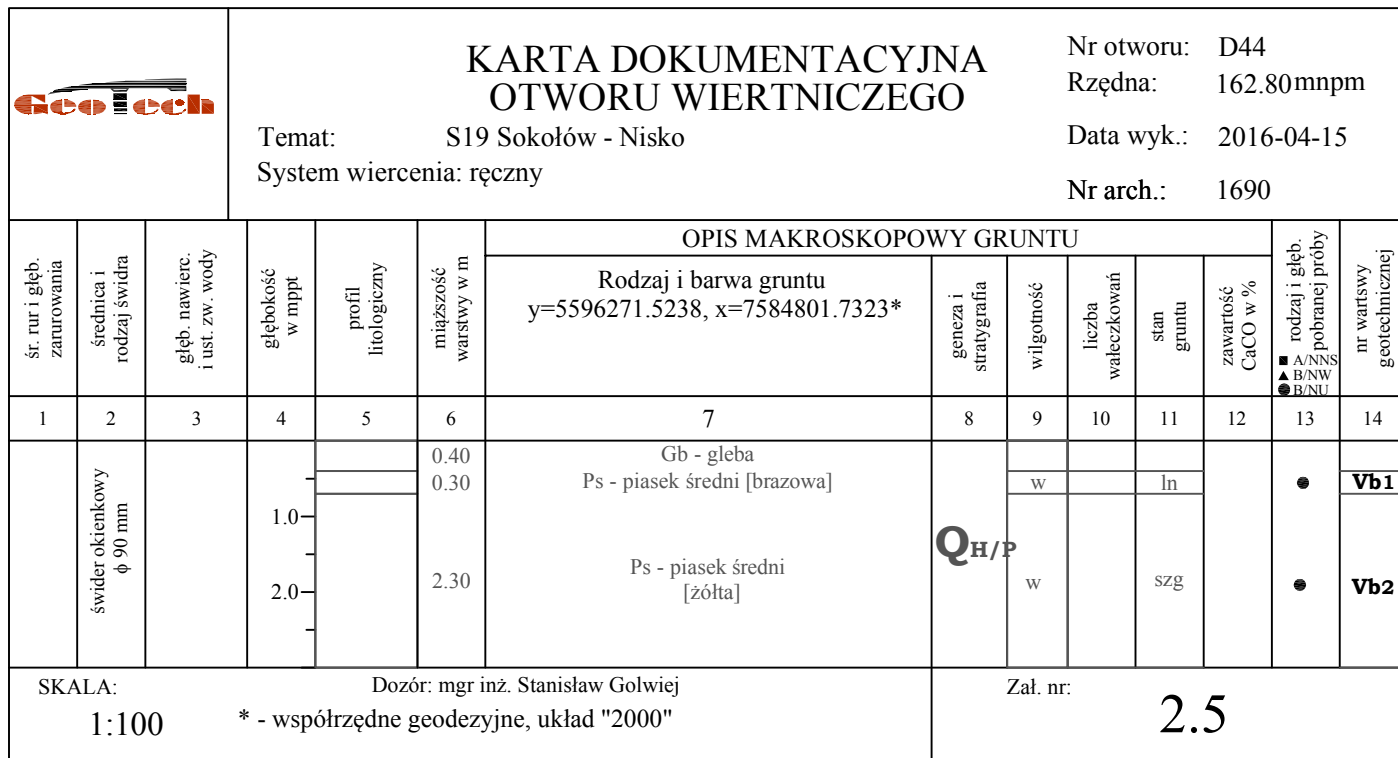 GeoTech
KARTA DOKUMENTACYJNA
OTWORU WIERTNICZEGO
Temat: S19 Sokołów - Nisko
System wiercenia: ręczny
Nr otworu: D44
Rzędna: 162.80mnpm
Data wyk.: 2016-04-15
Nr arch.: 1690
śr. rur i głęb.
zarurowania
średnica i
rodzaj świdra
głęb. nawierc.
i ust. zw. wody
głębokość
w mppt
profil
litologiczny
miąższość
warstwy w m
OPIS MAKROSKOPOWY GRUNTU
Rodzaj i barwa gruntu
y=5596271.5238, x=7584801.7323*
geneza i
stratygrafia
wilgotność
liczba
wałeczkowań
stan
gruntu
zawartość
CaCO w %
rodzaj i głęb.
pobranej próby
■ A/NNS
▲ B/NW
● B/NU
nr wartswy
geotechnicznej
1 2 3 4 5 6 7 8 9 10 11 12 13 14
świder okienkowy
ϕ 90 mm
0.40 Gb - gleba
0.30 Ps - piasek średni [brazowa] w ln ● Vb1
1.0
Q H/P
2.30 Ps - piasek średni
[żółta] w szg ● Vb2
2.0
SKALA:
1:100
Dozór: mgr inż. Stanisław Golwiej
* - współrzędne geodezyjne, układ "2000"
Zał. nr:
2.5